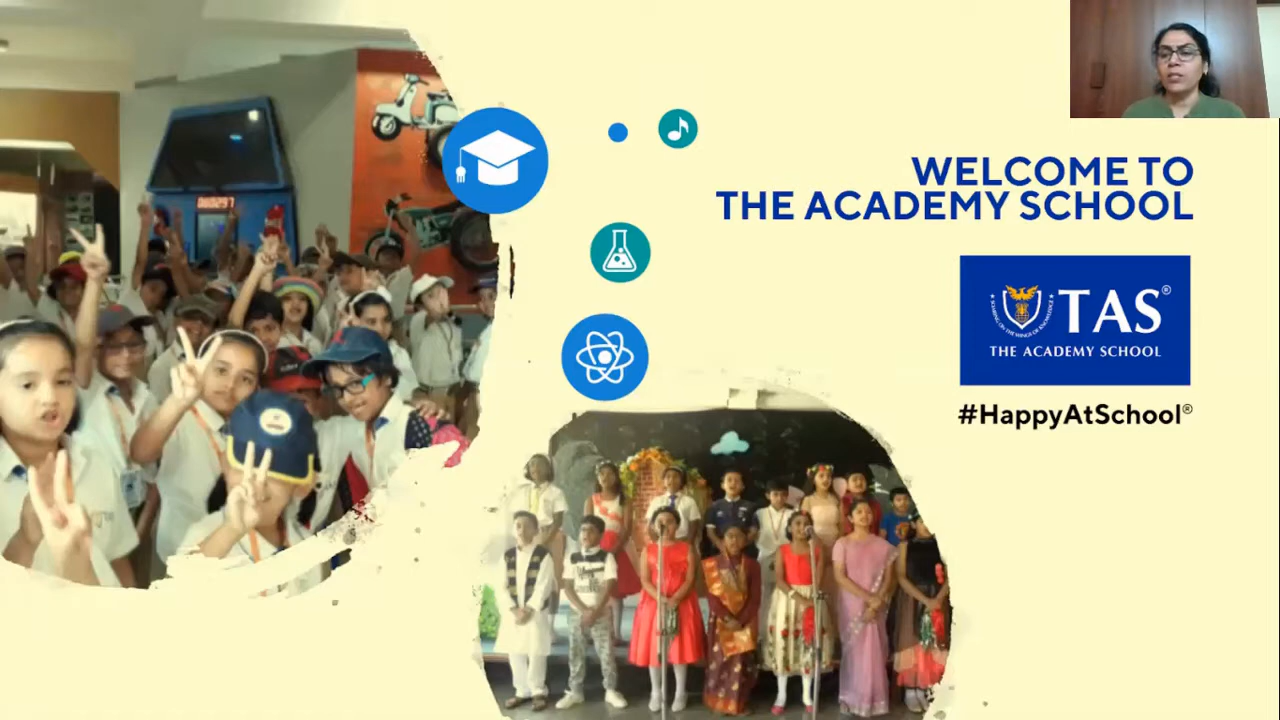 WELCOME TO
THE ACADEMY SCHOOL
TAS®
THE ACADEMY SCHOOL
#HappyAtSchool®